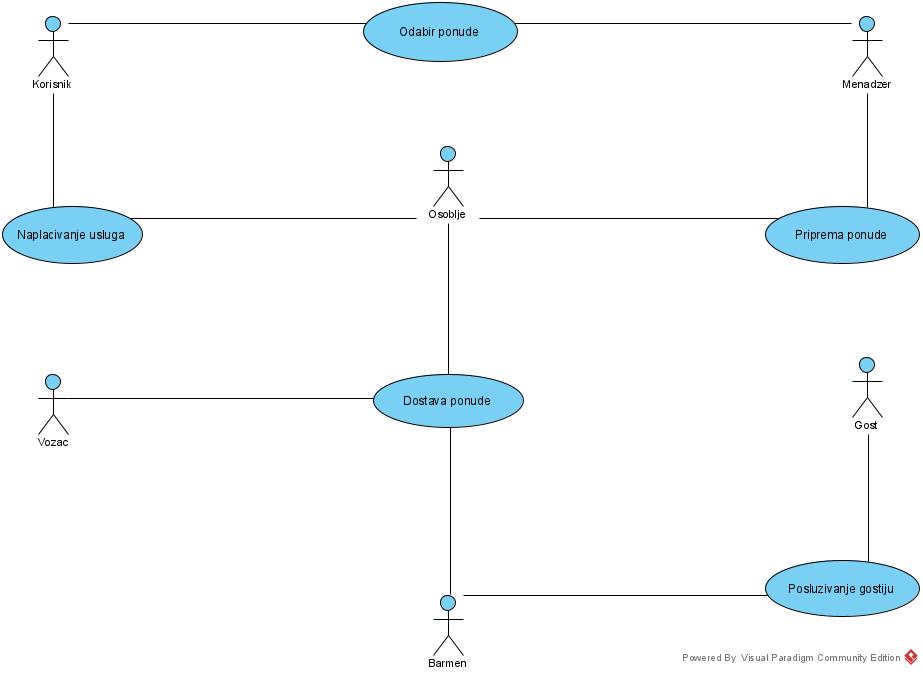 Odabir ponude
Korisnik
Menadzer
Osoblje
Naplacivanje usluga
Priprema ponude
Dostava ponude
Vozac
Gost
Posluzivanje gostiju
Barmen
Powered By Visual Paradigm Community Edition